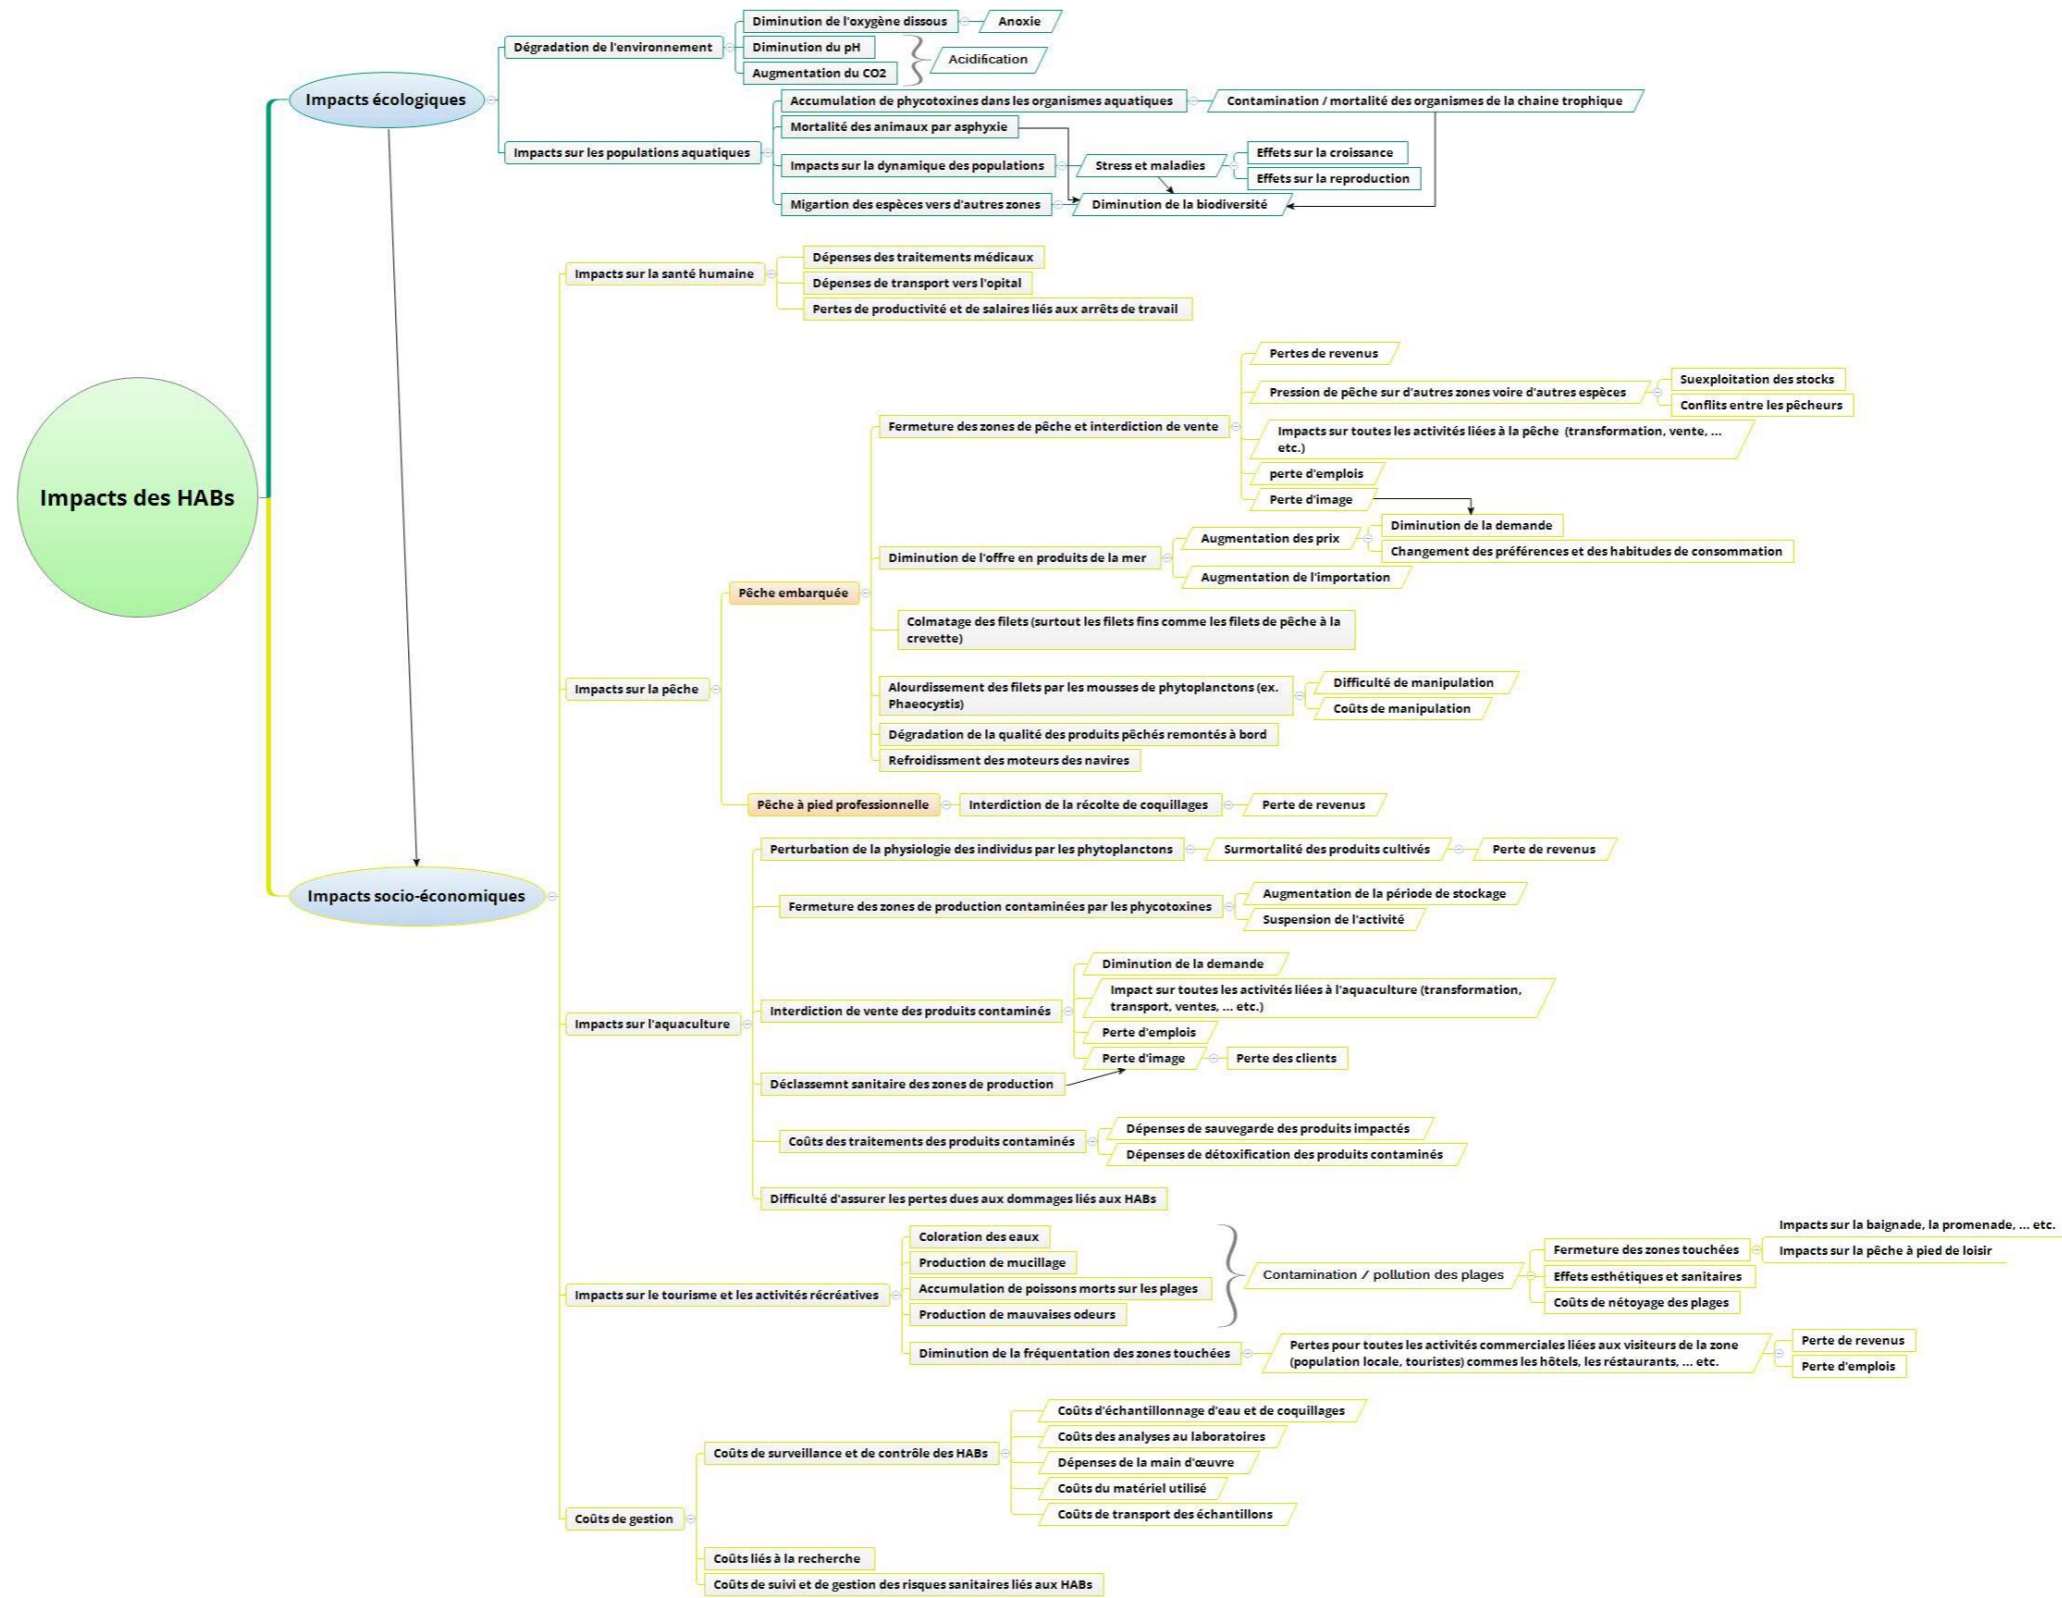 Impacts des HABs
Impacts écologiques
Dégradation de l'environnement
Diminution de l'oxygène dissous
Anoxie
Diminution du pH
Augmentation du CO2
Acidification
Impacts sur les populations aquatiques
Accumulation de phycotoxines dans les organismes aquatiques
Contamination / mortalité des organismes de la chaine trophique
Mortalité des animaux par asphyxie
Impacts sur la dynamique des populations
Stress et maladies
Effets sur la croissance
Effets sur la reproduction
Migartion des espèces vers d'autres zones
Diminution de la biodiversité
Impacts socio-économiques
Impacts sur la santé humaine
Dépenses des traitements médicaux
Dépenses de transport vers l'opital
Pertes de productivité et de salaires liés aux arrêts de travail
Impacts sur la pêche
Pêche embarquée
Fermeture des zones de pêche et interdiction de vente
Pertes de revenus
Pression de pêche sur d'autres zones voire d'autres espèces
Suexploitation des stocks
Conflits entre les pêcheurs
Impacts sur toutes les activités liées à la pêche (transformation, vente, ...
etc.)
perte d'emplois
Perte d'image
Diminution de l'offre en produits de la mer
Augmentation des prix
Diminution de la demande
Changement des préférences et des habitudes de consommation
Augmentation de l'importation
Colmatage des filets (surtout les filets fins comme les filets de pêche à la
crevette)
Alourdissement des filets par les mousses de phytoplanctons (ex.
Phaeocystis)
Difficulté de manipulation
Coûts de manipulation
Dégradation de la qualité des produits pêchés remontés à bord
Refroidissment des moteurs des navires
Pêche à pied professionnelle
Interdiction de la récolte de coquillages
Perte de revenus
Impacts sur l'aquaculture
Perturbation de la physiologie des individus par les phytoplanctons
Surmortalité des produits cultivés
Perte de revenus
Fermeture des zones de production contaminées par les phycotoxines
Augmentation de la période de stockage
Suspension de l'activité
Interdiction de vente des produits contaminés
Diminution de la demande
Impact sur toutes les activités liées à l'aquaculture (transformation,
transport, ventes, ... etc.)
Perte d'emplois
Perte d'image
Perte des clients
Déclassemnt sanitaire des zones de production
Coûts des traitements des produits contaminés
Dépenses de sauvegarde des produits impactés
Dépenses de détoxification des produits contaminés
Difficulté d'assurer les pertes dues aux dommages liés aux HABs
Impacts sur le tourisme et les activités récréatives
Coloration des eaux
Production de mucillage
Accumulation de poissons morts sur les plages
Production de mauvaises odeurs
Contamination / pollution des plages
Fermeture des zones touchées
Impacts sur la baignade, la promenade, ... etc.
Impacts sur la pêche à pied de loisir
Effets esthétiques et sanitaires
Coûts de nétoyage des plages
Diminution de la fréquentation des zones touchées
Pertes pour toutes les activités commerciales liées aux visiteurs de la zone
(population locale, touristes) commes les hôtels, les réstaurants, ... etc.
Perte de revenus
Perte d'emplois
Coûts de gestion
Coûts de surveillance et de contrôle des HABs
Coûts d'échantillonnage d'eau et de coquillages
Coûts des analyses au laboratoires
Dépenses de la main d'œuvre
Coûts du matériel utilisé
Coûts de transport des échantillons
Coûts liés à la recherche
Coûts de suivi et de gestion des risques sanitaires liés aux HABs